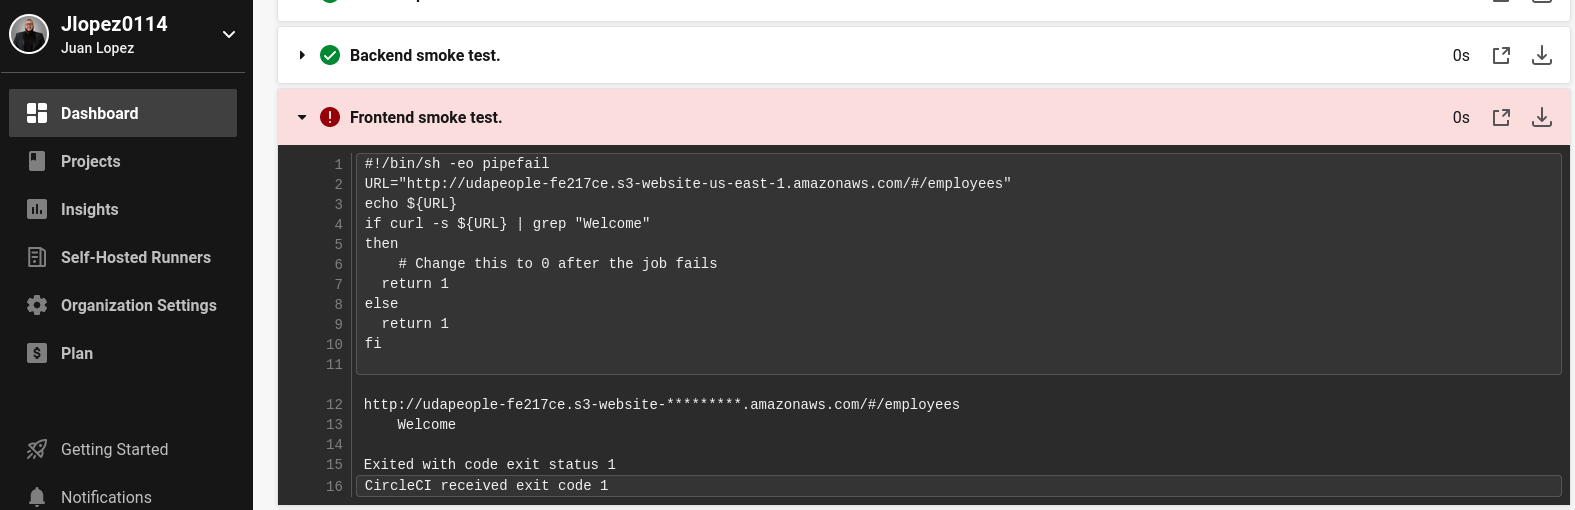 Jlopez0114
Juan Lopez
Dashboard
Projects
Insights
Self-Hosted Runners
Organization Settings
Plan
Getting Started
Notifications
Backend smoke test.
0s
Frontend smoke test.
0s
1 #!/bin/sh -eo pipefail
2 URL="http://udapeople-fe217ce.s3-website-us-east-1.amazonaws.com/#/employees"
3 echo ${URL}
4 if curl -s ${URL} | grep "Welcome"
5 then
6     # Change this to 0 after the job fails
7   return 1
8 else
9   return 1
10 fi
11
12 http://udapeople-fe217ce.s3-website-*********.amazonaws.com/#/employees
13     Welcome
14
15 Exited with code exit status 1
16 CircleCI received exit code 1